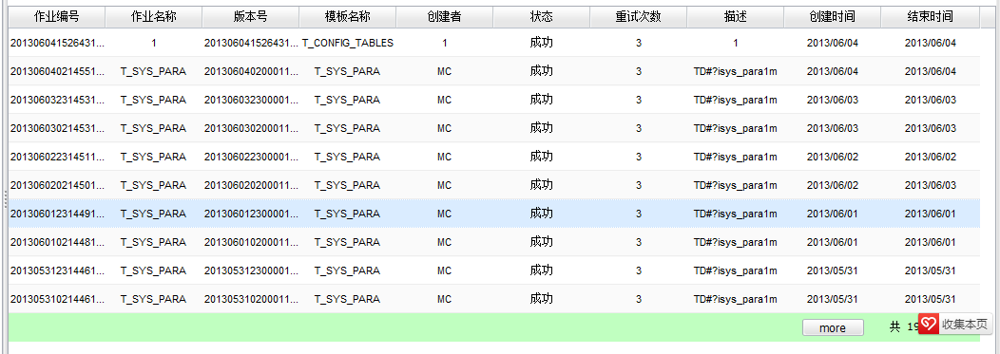 作业编号 作业名称 版本号 模板名称 创建者 状态 重试次数 描述 创建时间 结束时间
201306041526431... 1 201306041526431... T_CONFIG_TABLES 1 成功 3 1 2013/06/04 2013/06/04
201306040214551... T_SYS_PARA 201306040200011... T_SYS_PARA MC 成功 3 TD#?isys_para1m 2013/06/04 2013/06/04
201306032314531... T_SYS_PARA 201306032300001... T_SYS_PARA MC 成功 3 TD#?isys_para1m 2013/06/03 2013/06/03
201306030214531... T_SYS_PARA 201306030200011... T_SYS_PARA MC 成功 3 TD#?isys_para1m 2013/06/03 2013/06/03
201306022314511... T_SYS_PARA 201306022300001... T_SYS_PARA MC 成功 3 TD#?isys_para1m 2013/06/02 2013/06/02
201306020214501... T_SYS_PARA 201306020200011... T_SYS_PARA MC 成功 3 TD#?isys_para1m 2013/06/02 2013/06/03
201306012314491... T_SYS_PARA 201306012300001... T_SYS_PARA MC 成功 3 TD#?isys_para1m 2013/06/01 2013/06/01
201306010214481... T_SYS_PARA 201306010200011... T_SYS_PARA MC 成功 3 TD#?isys_para1m 2013/06/01 2013/06/01
201305312314461... T_SYS_PARA 201305312300001... T_SYS_PARA MC 成功 3 TD#?isys_para1m 2013/05/31 2013/05/31
201305310214461... T_SYS_PARA 201305310200011... T_SYS_PARA MC 成功 3 TD#?isys_para1m 2013/05/31 2013/05/31
more 共 收集本页